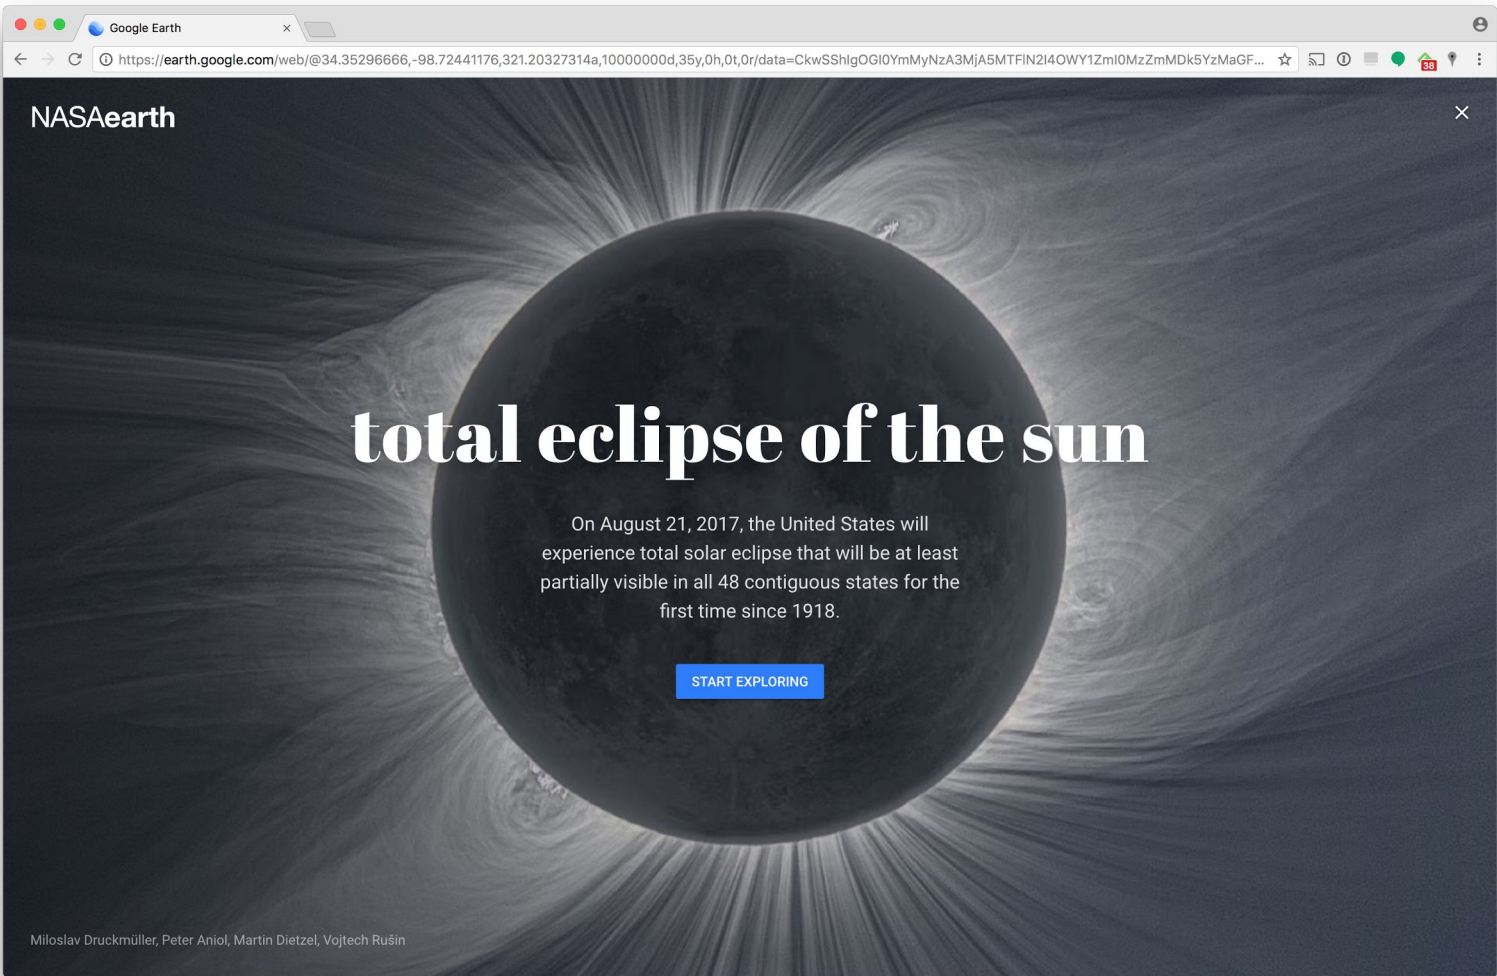 Google Earth
https://earth.google.com/web/@34.35296666,-98.72441176,321.20327314a,10000000d,35y,0h,0t,0r/data=CkwSShIgOGI0YmMyNzA3MjA5MTFlN2I4OWY1ZmI0MzZmMDk5YzMaGF...
38
NASAearth
total eclipse of the sun
On August 21, 2017, the United States will
experience total solar eclipse that will be at least
partially visible in all 48 contiguous states for the
first time since 1918.
START EXPLORING
Miloslav Druckmüller, Peter Aniol, Martin Dietzel, Vojtech Rušin